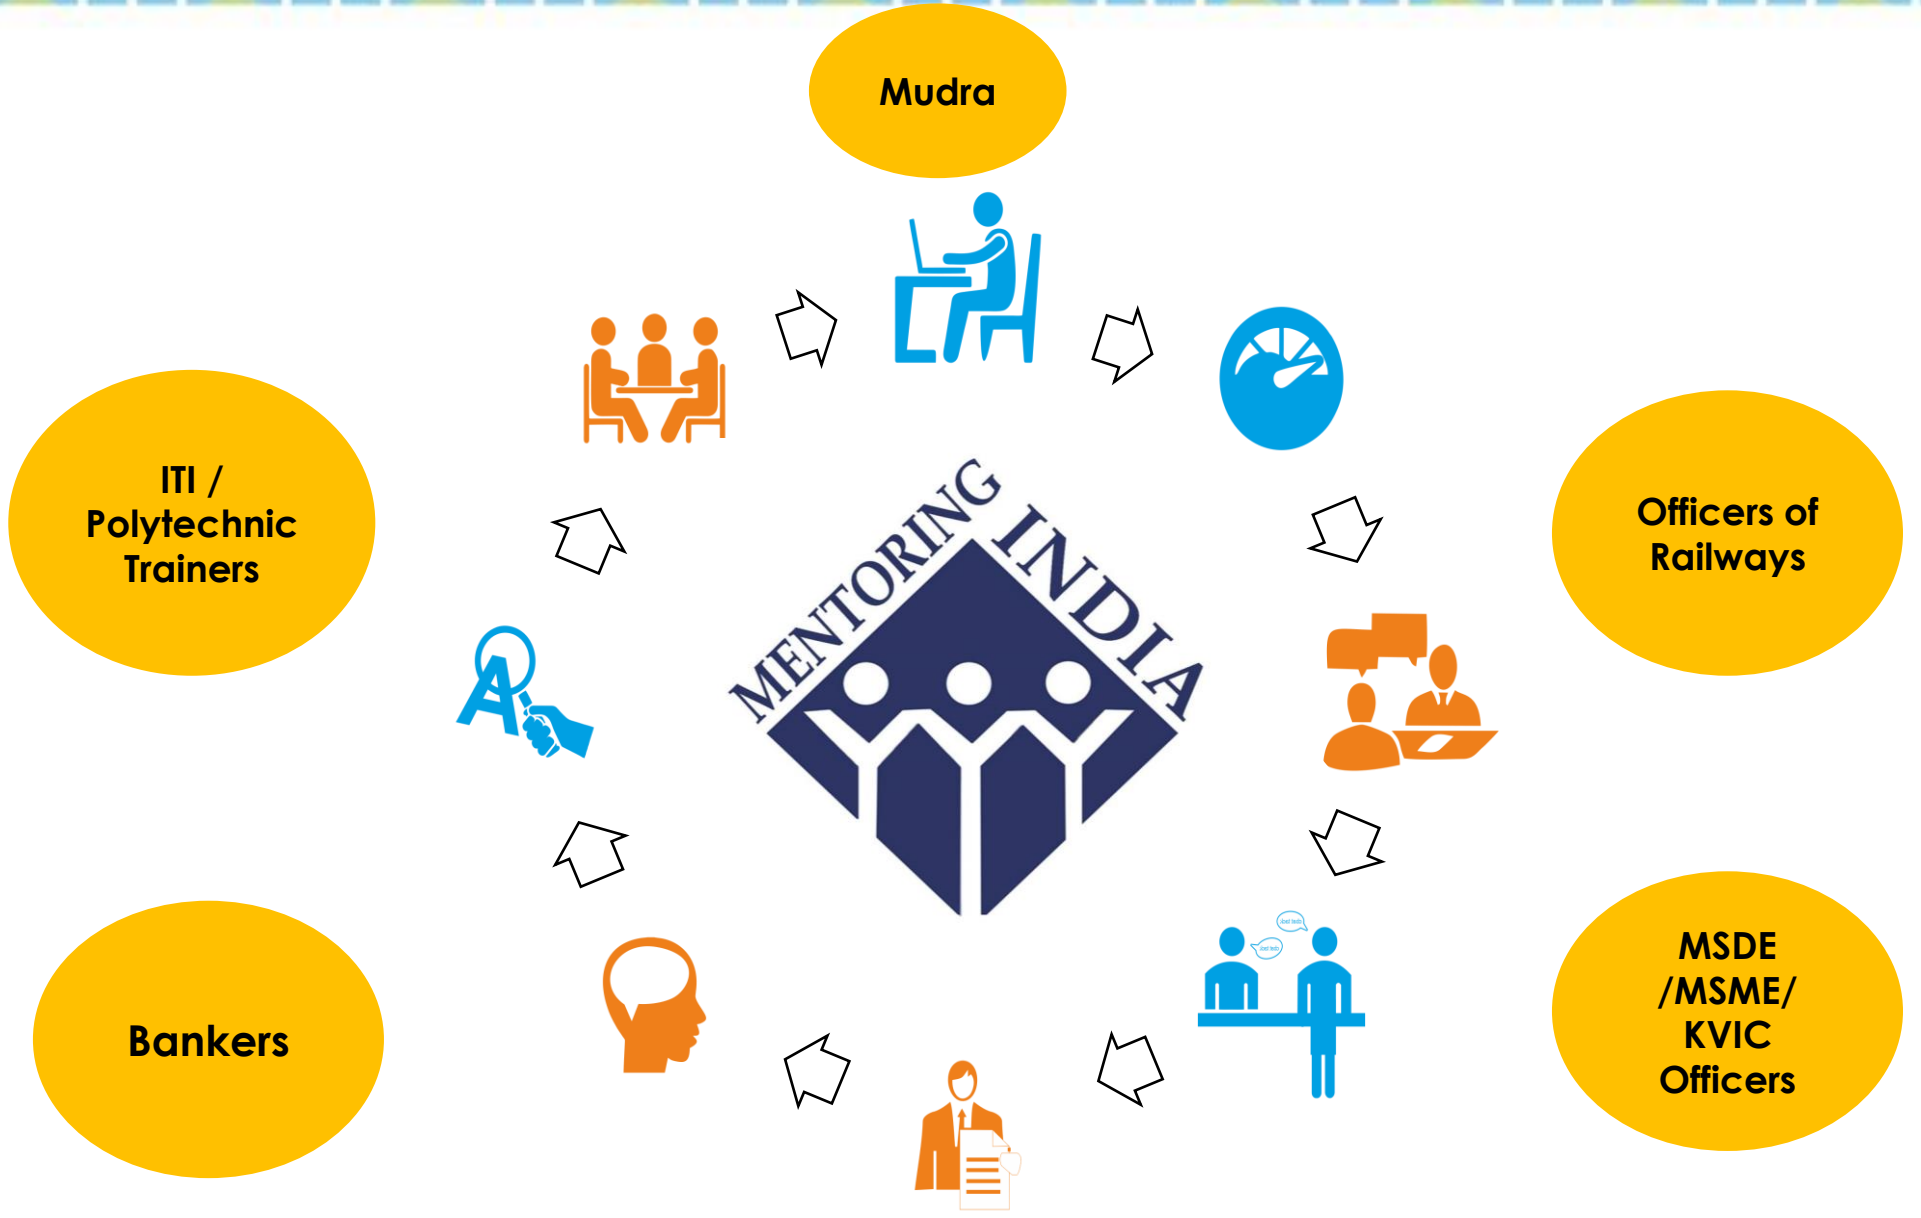 Mudra
ITI /
Polytechnic
Trainers
Officers of
Railways
MENTORING
INDIA
Bankers
MSDE
/MSME/
KVIC
Officers